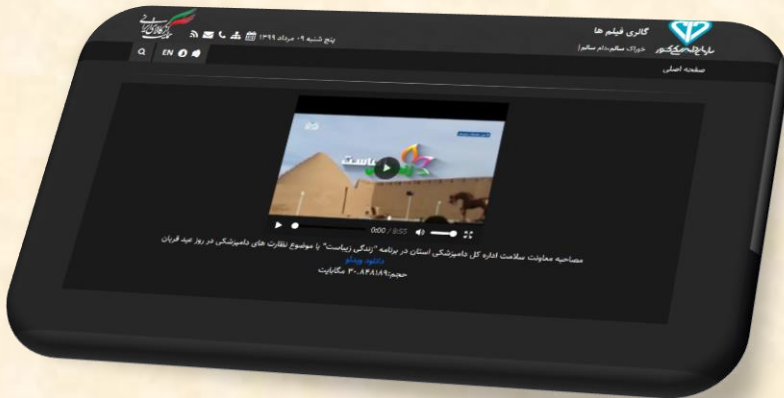 گالری فیلم ها
خوراک سالم،دام سالم|
پنج شنبه ۰۹ مرداد ۱۳۹۹
EN
صفحه اصلی
زیباست
0:00 / 8:55
مصاحبه معاونت سلامت اداره کل دامپزشکی استان در برنامه "زندگی زیباست" با موضوع نظارت های دامپزشکی در روز عید قربان
دانلود ویدئو
حجم:۳۰.۸۴۸۱۸۹ مگابایت